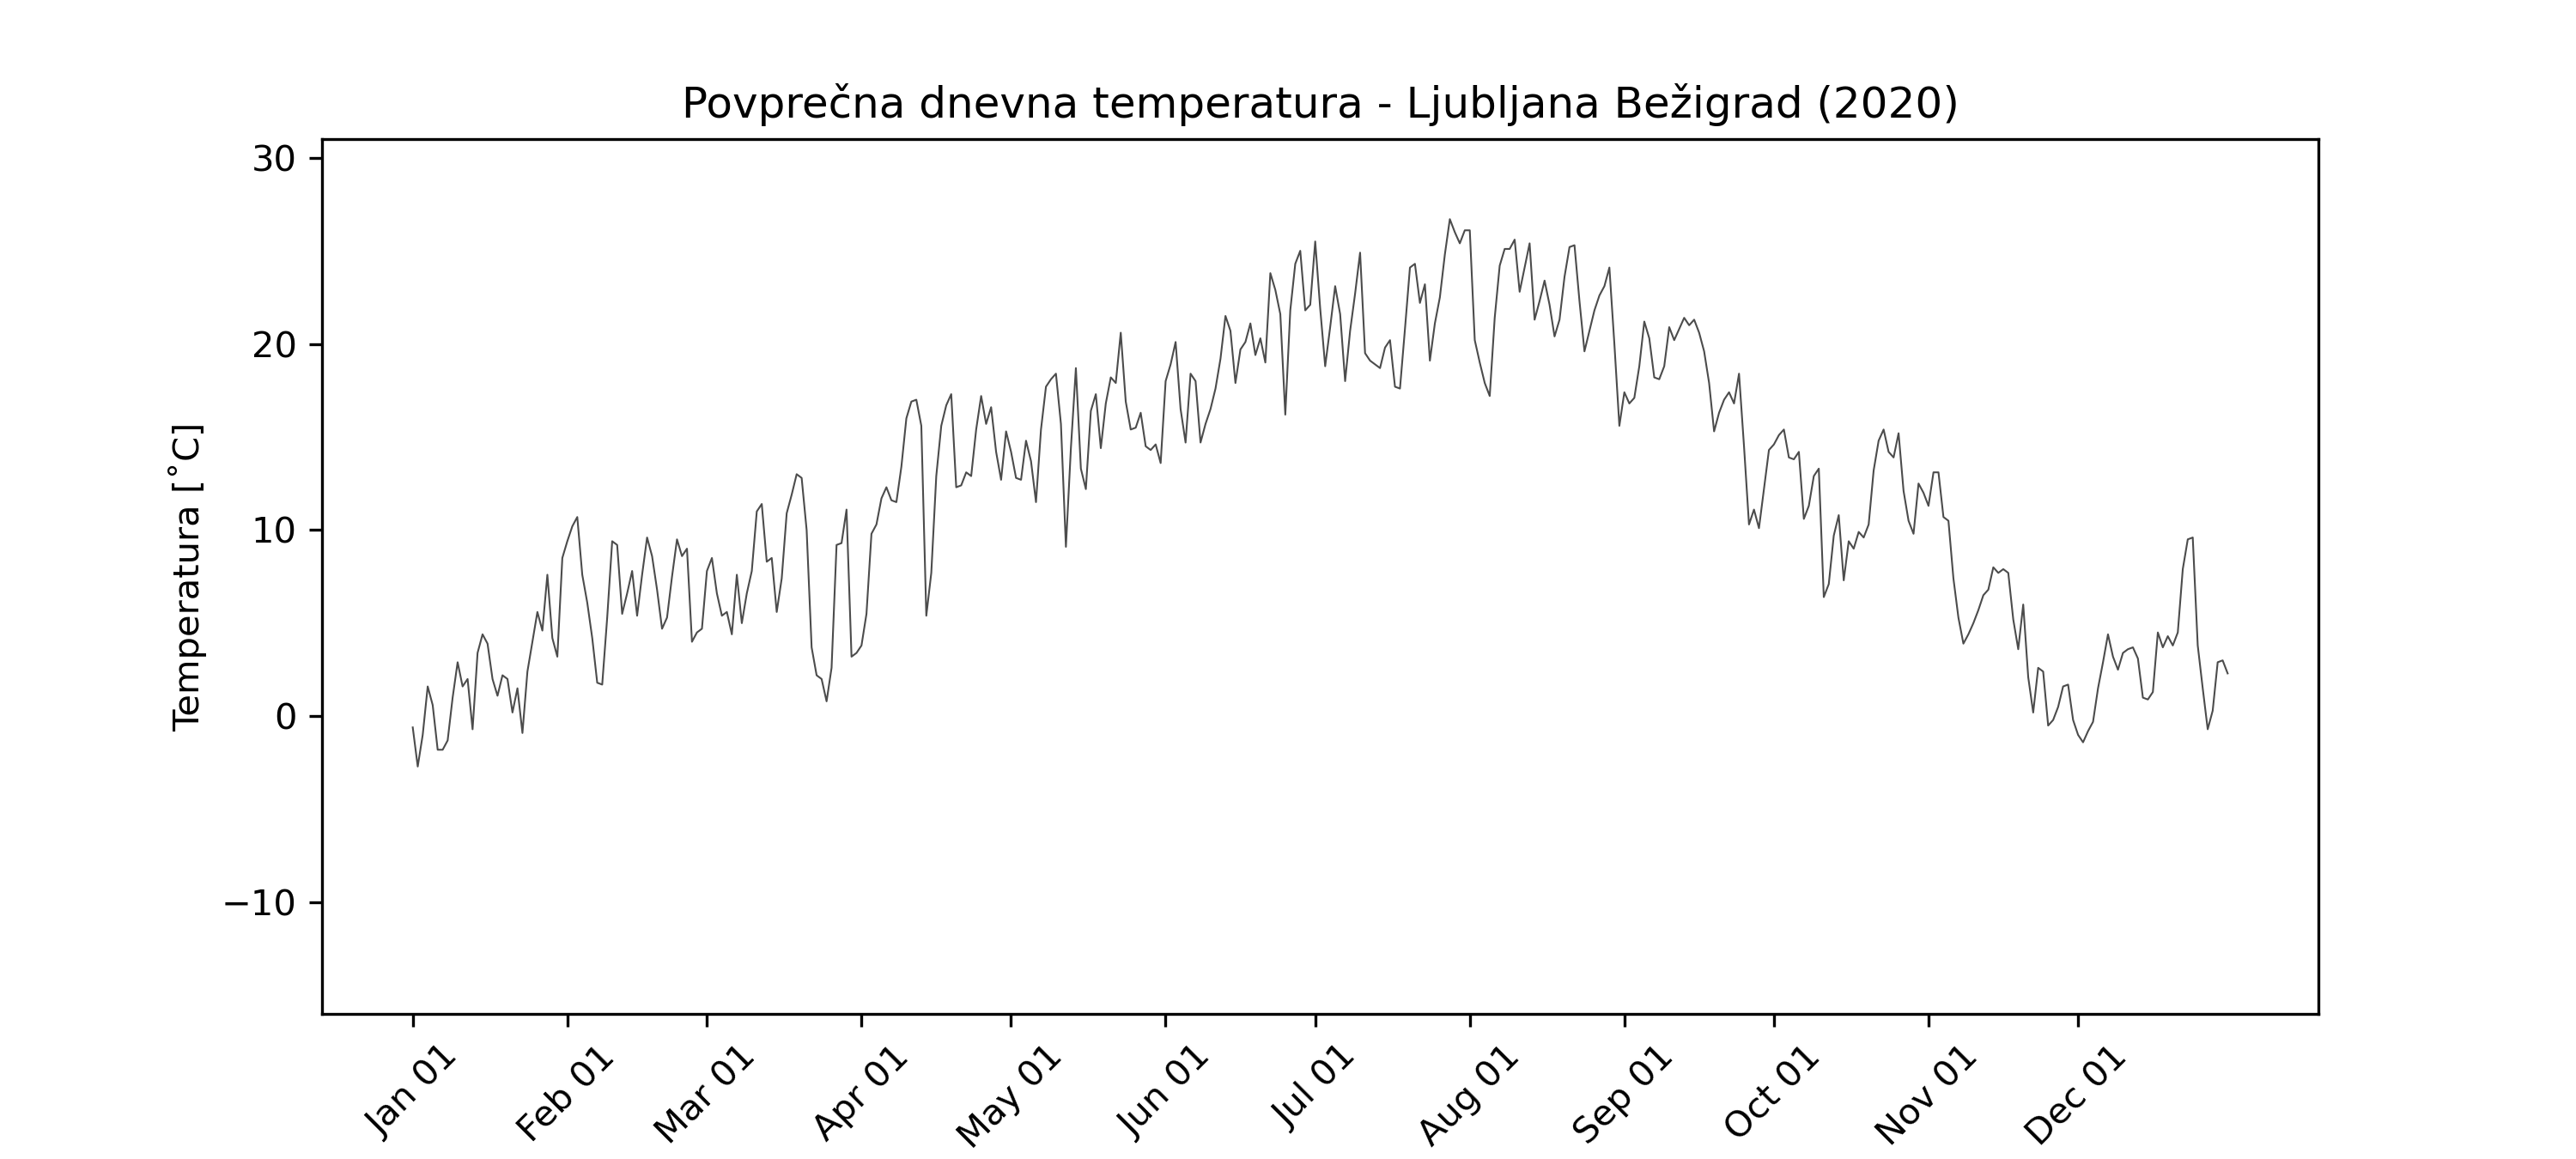 Povprečna dnevna temperatura - Ljubljana Bežigrad (2020)
Temperatura [˚C]
30
20
10
0
−10
Jan 01
Feb 01
Mar 01
Apr 01
May 01
Jun 01
Jul 01
Aug 01
Sep 01
Oct 01
Nov 01
Dec 01